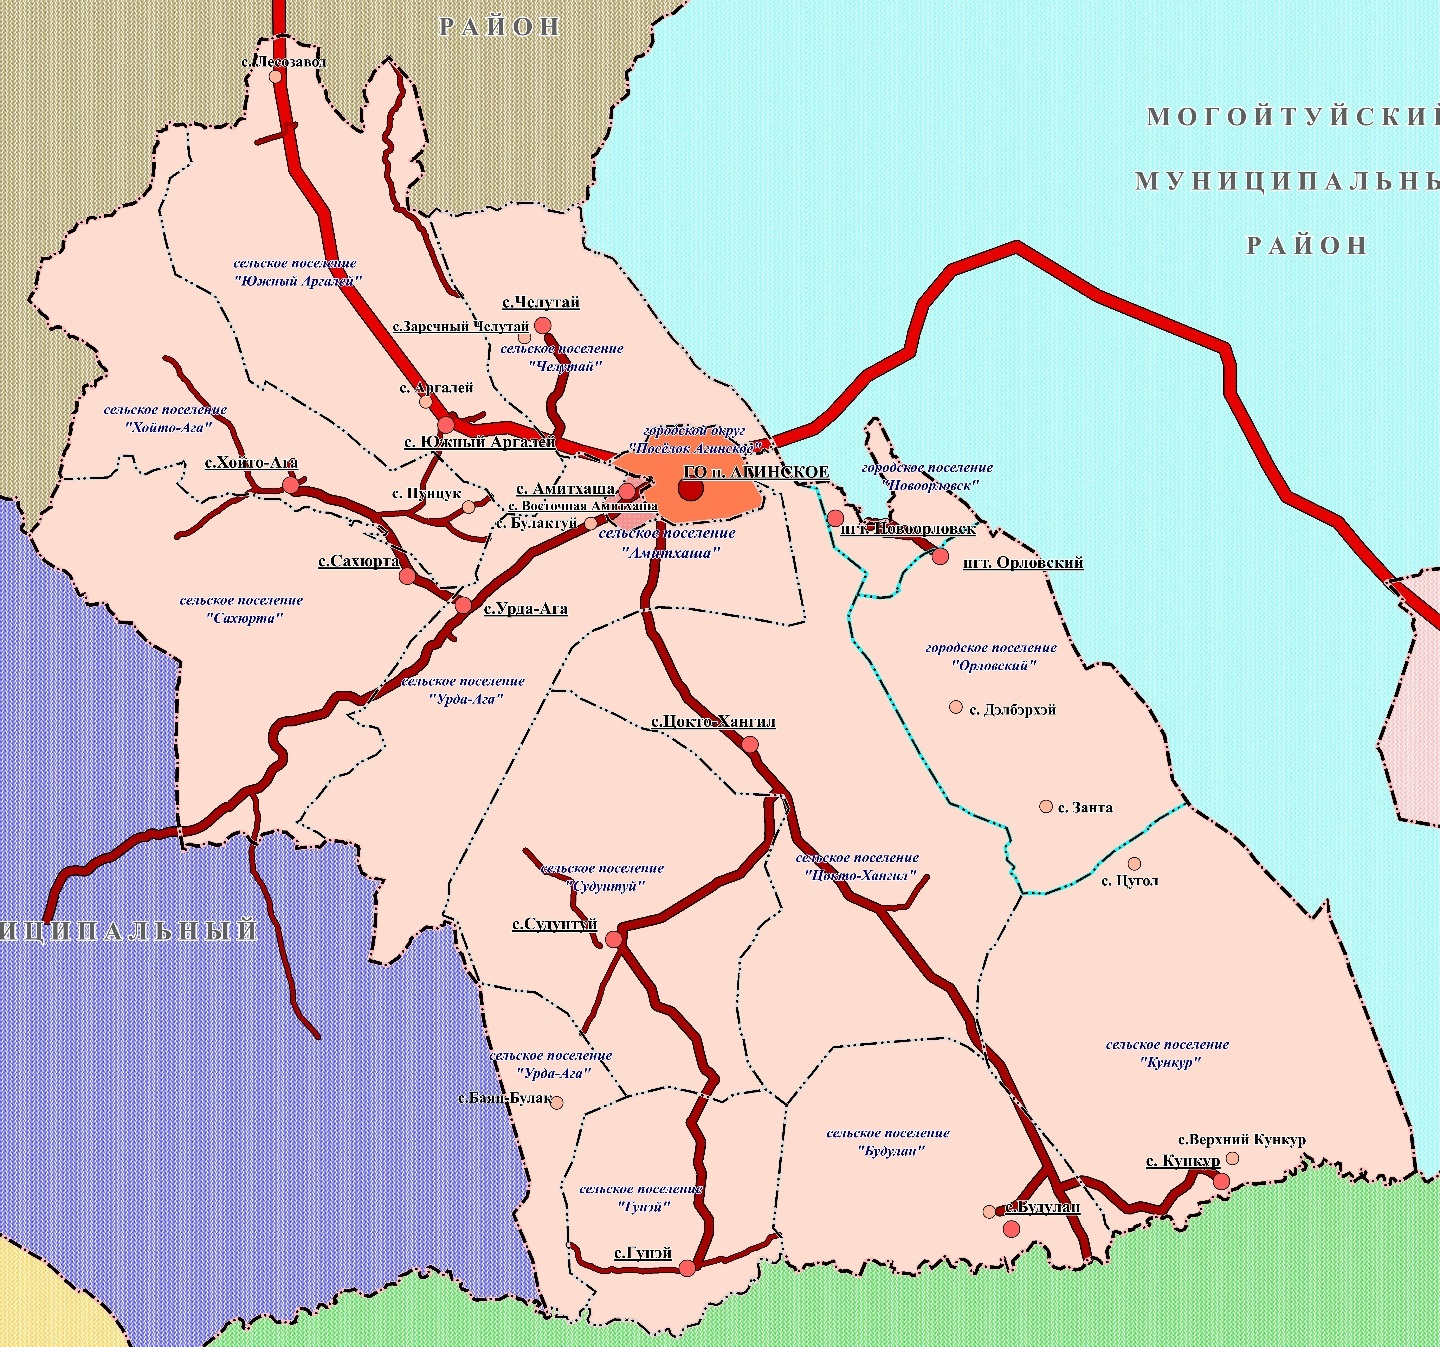 РАЙОН
с. Лесозавод
МОГОЙТУЙСКИЙ
МУНИЦИПАЛЬНЫ
РАЙОН
сельское поселение
"Южный Аргалей"
с.Челутай
с.Заречный Челутай
сельское поселение
"Челутай"
с. Аргалей
сельское поселение
"Хойто-Ага"
с. Южный Аргалей
городской округ
"Посёлок Агинское"
ГО п. АГИНСКОЕ
с.Хойто-Ага
с. Нунцук
с. Амитхаша
с. Восточная Амитхаша
с. Булактуй
сельское поселение
"Амитхаша"
городское поселение
"Новоорловск"
пгт. Новоорловск
пгт. Орловский
с.Сахюрта
сельское поселение
"Сахюрта"
с.Урда-Ага
городское поселение
"Орловский"
сельское поселение
"Урда-Ага"
с. Дэлбэрхэй
с.Цокто-Хангил
с. Занта
сельское поселение
"Судунтуй"
сельское поселение
"Цокто-Хангил"
с. Цугол
с.Судунтуй
ИЦИПАЛЬНЫЙ
сельское поселение
"Урда-Ага"
сельское поселение
"Кункур"
с.Баян-Булак
сельское поселение
"Будулан"
с.Верхний Кункур
с. Кункур
сельское поселение
"Гунэй"
с.Будулан
с.Гунэй